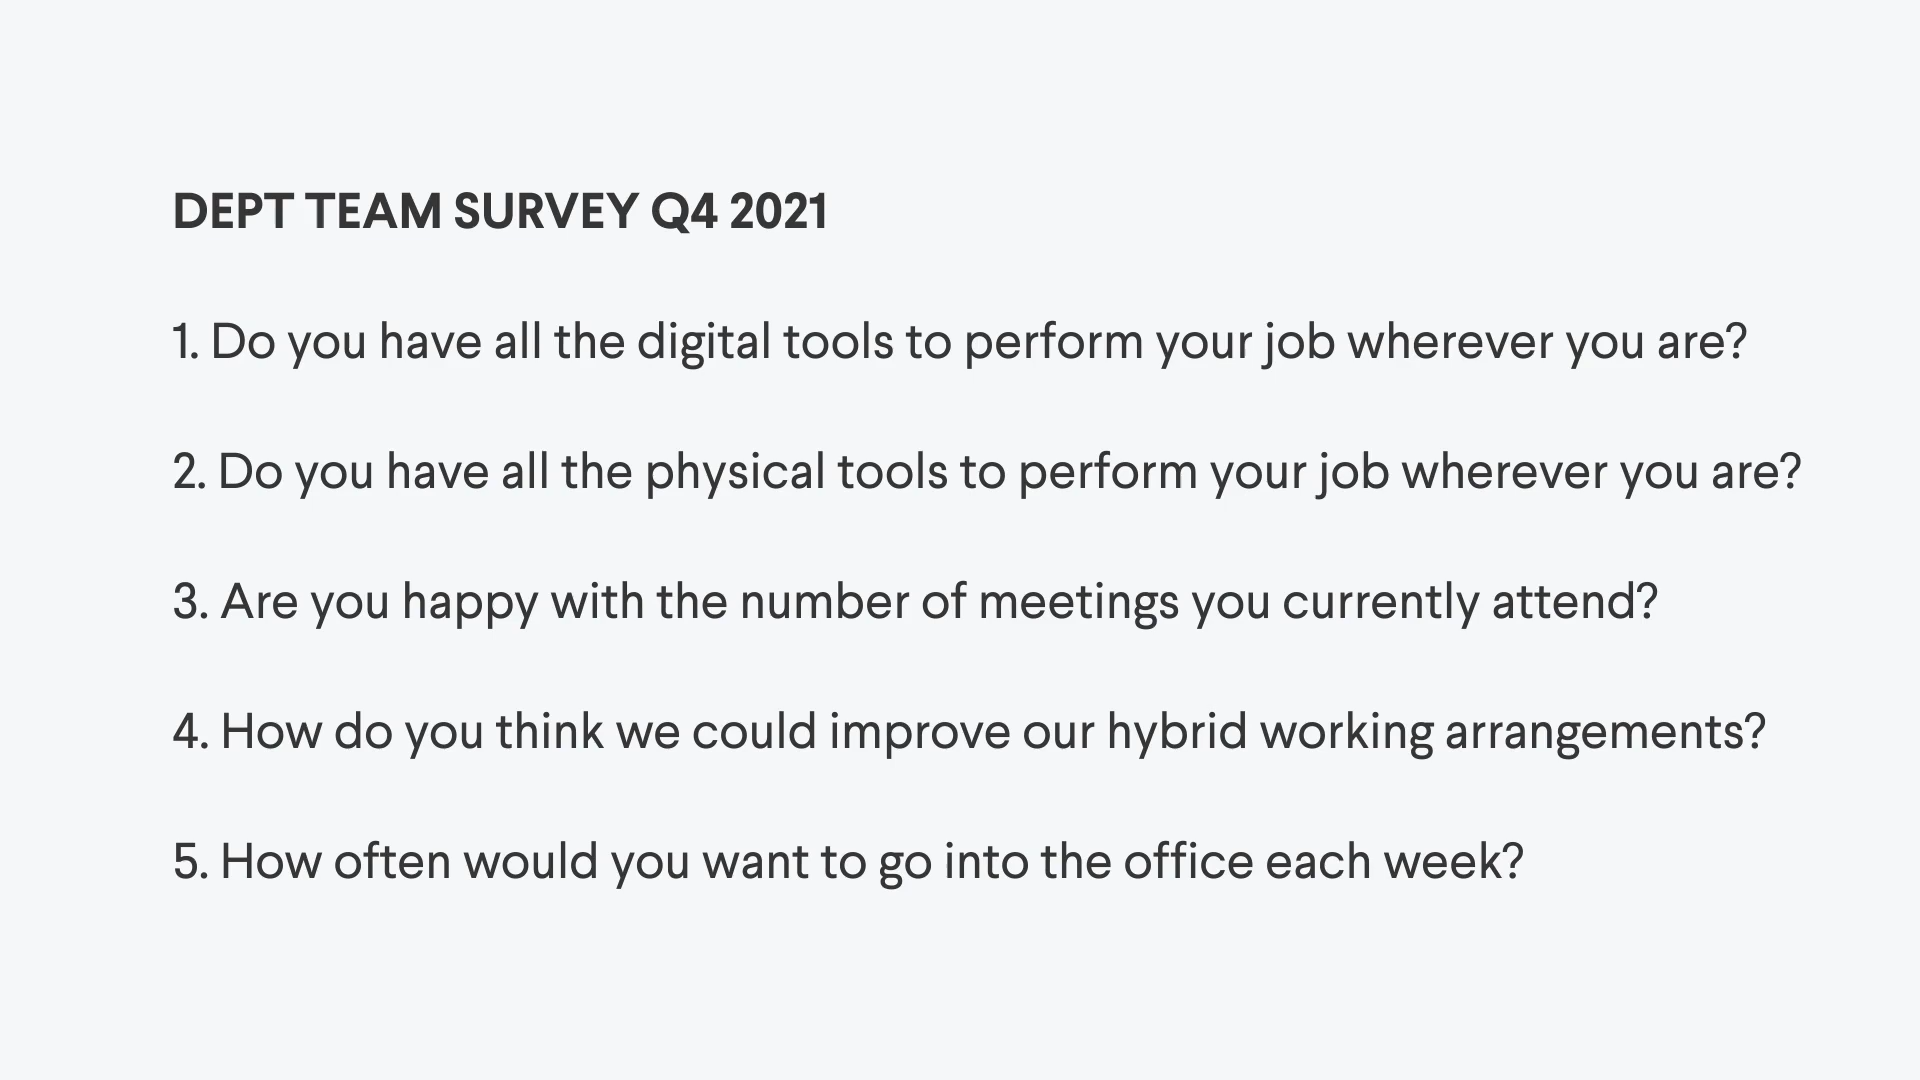 DEPT TEAM SURVEY Q4 2021
1. Do you have all the digital tools to perform your job wherever you are?
2. Do you have all the physical tools to perform your job wherever you are?
3. Are you happy with the number of meetings you currently attend?
4. How do you think we could improve our hybrid working arrangements?
5. How often would you want to go into the office each week?